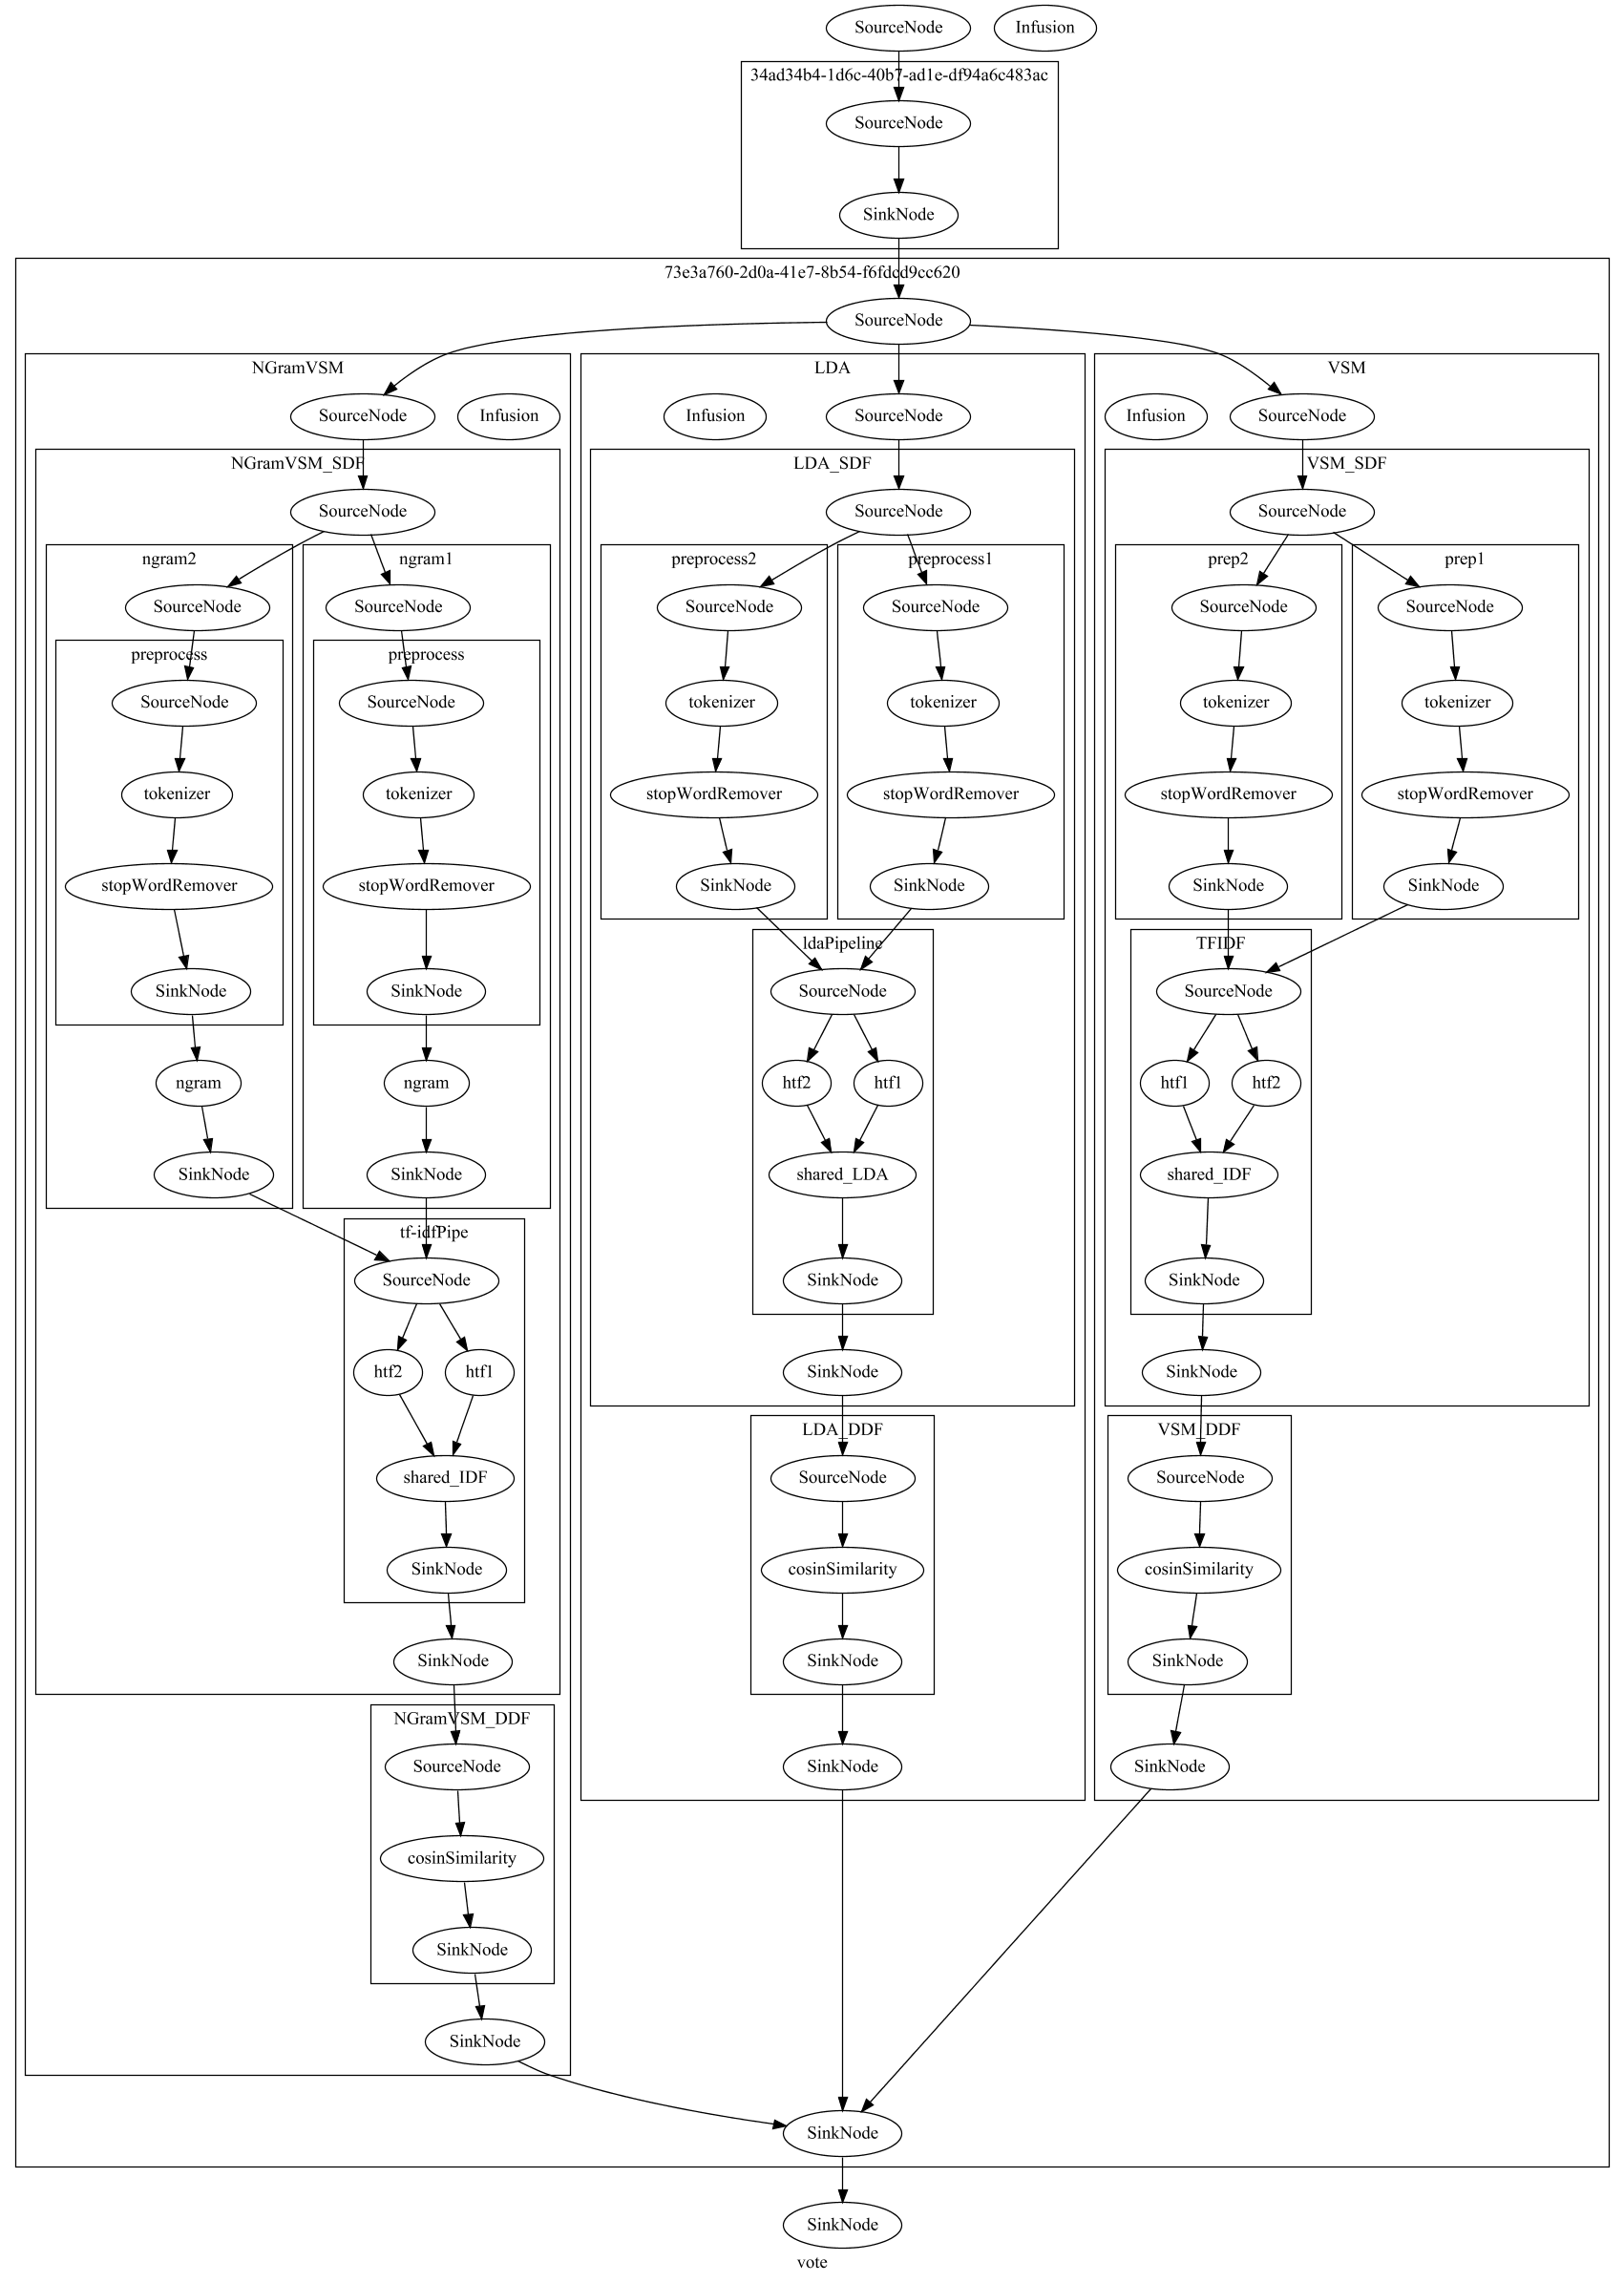 SourceNode
Infusion
34ad34b4-1d6c-40b7-ad1e-df94a6c483ac
SourceNode
SinkNode
73e3a760-2d0a-41e7-8b54-f6fdcd9cc620
SourceNode
NGramVSM
SourceNode
Infusion
NGramVSM_SDF
SourceNode
ngram2
SourceNode
preprocess
SourceNode
tokenizer
stopWordRemover
SinkNode
ngram
SinkNode
ngram1
SourceNode
preprocess
SourceNode
tokenizer
stopWordRemover
SinkNode
ngram
SinkNode
tf-idfPipe
SourceNode
htf2
htf1
shared_IDF
SinkNode
SinkNode
NGramVSM_DDF
SourceNode
cosinSimilarity
SinkNode
SinkNode
LDA
Infusion
SourceNode
LDA_SDF
SourceNode
preprocess2
SourceNode
tokenizer
stopWordRemover
SinkNode
preprocess1
SourceNode
tokenizer
stopWordRemover
SinkNode
ldaPipeline
SourceNode
htf2
htf1
shared_LDA
SinkNode
SinkNode
LDA_DDF
SourceNode
cosinSimilarity
SinkNode
SinkNode
VSM
Infusion
SourceNode
VSM_SDF
SourceNode
prep2
SourceNode
tokenizer
stopWordRemover
SinkNode
prep1
SourceNode
tokenizer
stopWordRemover
SinkNode
TFIDF
SourceNode
htf1
htf2
shared_IDF
SinkNode
SinkNode
VSM_DDF
SourceNode
cosinSimilarity
SinkNode
SinkNode
SinkNode
SinkNode
vote